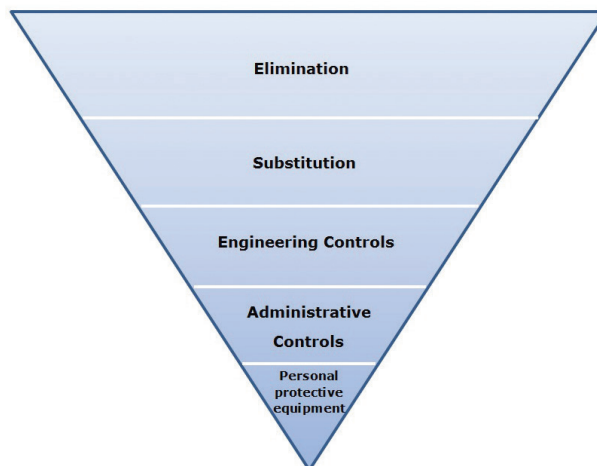 Elimination
Substitution
Engineering Controls
Administrative
Controls
Personal
protective
equipment